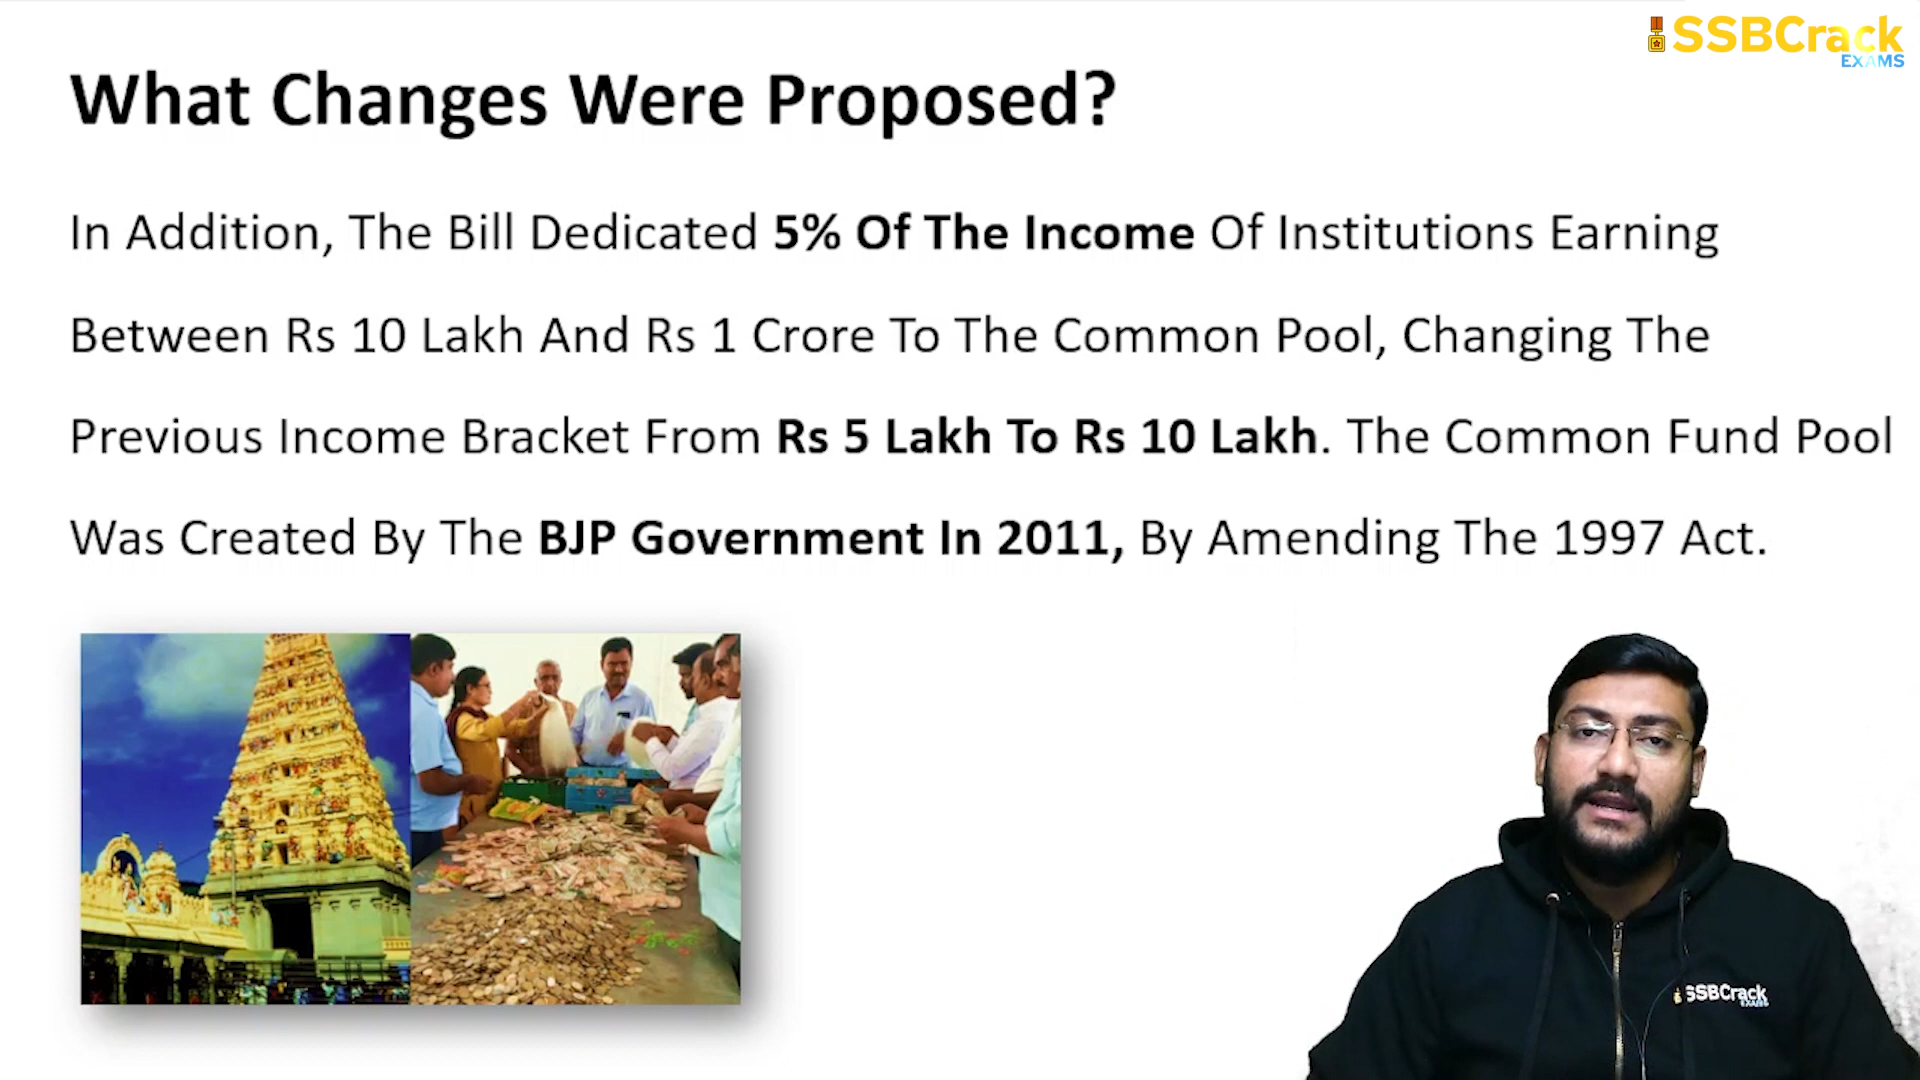 SSBCrack
EXAMS
What Changes Were Proposed?
In Addition, The Bill Dedicated 5% Of The Income Of Institutions Earning
Between Rs 10 Lakh And Rs 1 Crore To The Common Pool, Changing The
Previous Income Bracket From Rs 5 Lakh To Rs 10 Lakh. The Common Fund Pool
Was Created By The BJP Government In 2011, By Amending The 1997 Act.
SSBCrack
EXAMS